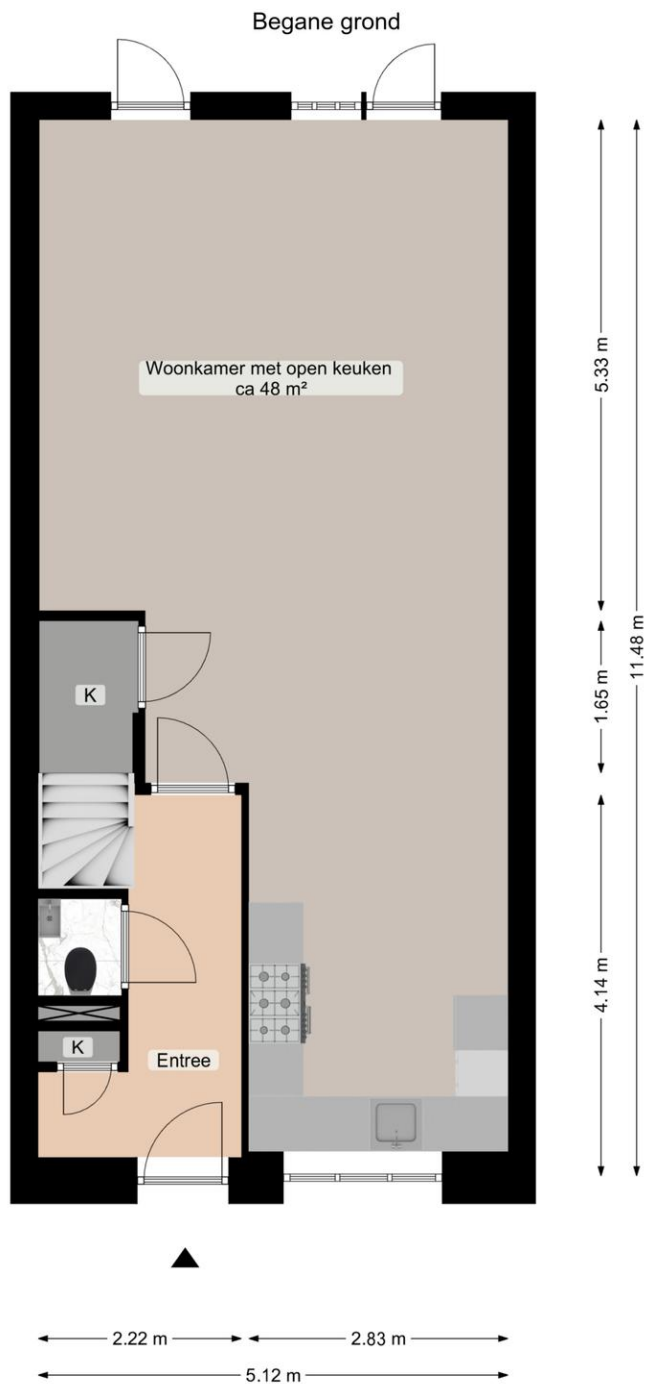 Begane grond
Woonkamer met open keuken
ca 48 m²
5.33 m
11.48 m
1.65 m
K
4.14 m
K
Entree
2.22 m
2.83 m
5.12 m